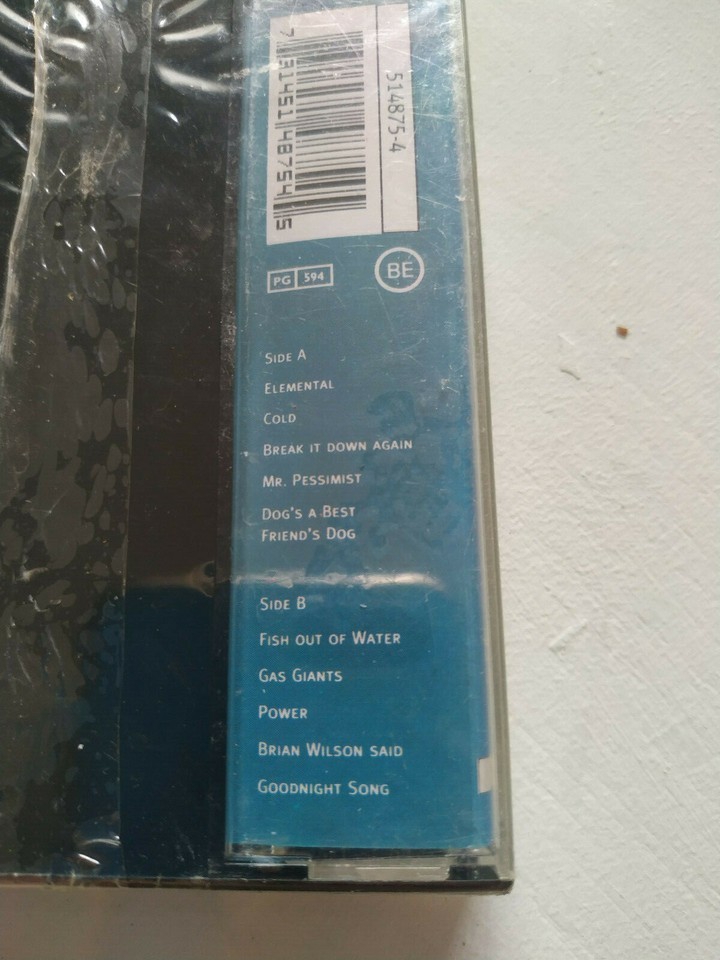 514875-4
7 31451 48754 5
PG 594
BE
SIDE A
ELEMENTAL
COLD
BREAK IT DOWN AGAIN
MR. PESSIMIST
DOG'S A BEST
FRIEND'S DOG
SIDE B
FISH OUT OF WATER
GAS GIANTS
POWER
BRIAN WILSON SAID
GOODNIGHT SONG